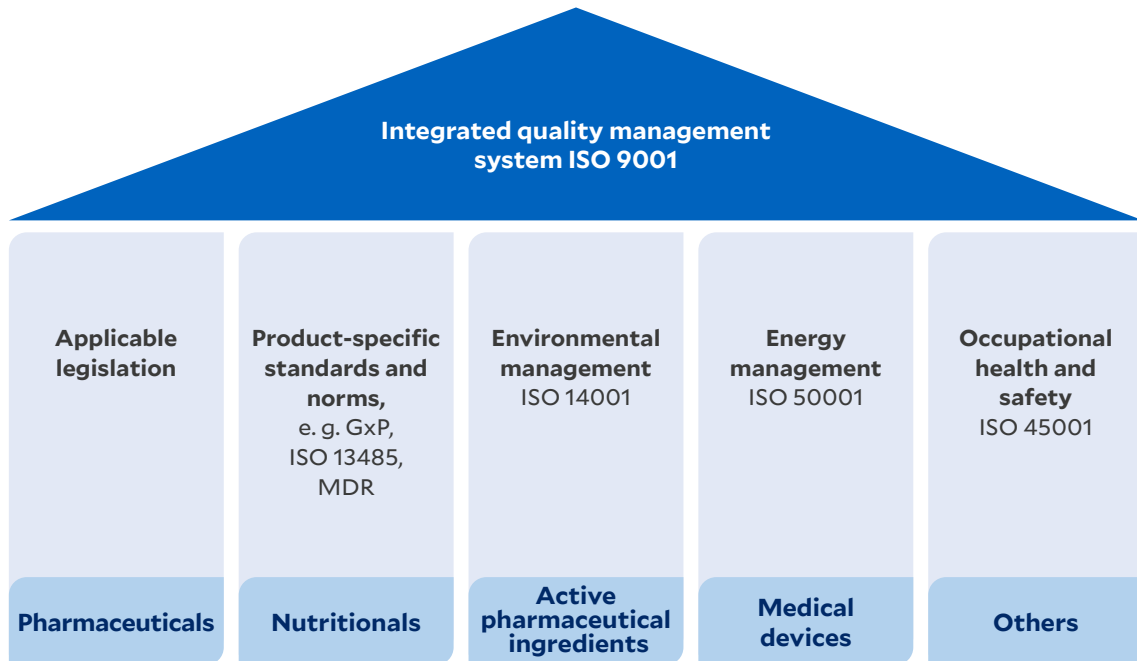 Integrated quality management
system ISO 9001
Applicable
legislation
Product-specific
standards and
norms,
e. g. GxP,
ISO 13485,
MDR
Environmental
management
ISO 14001
Energy
management
ISO 50001
Occupational
health and
safety
ISO 45001
Pharmaceuticals
Nutritionals
Active
pharmaceutical
ingredients
Medical
devices
Others